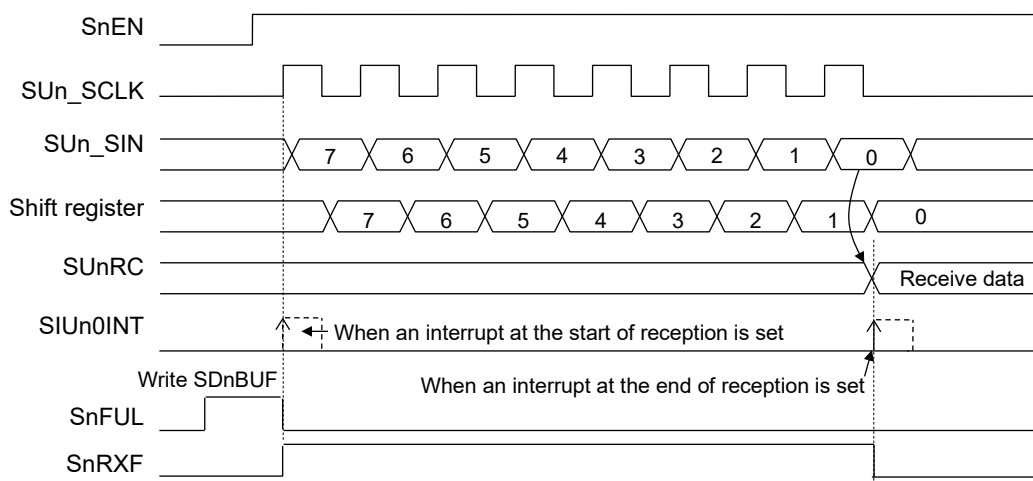 SnEN
SUn_SCLK
SUn_SIN 7 6 5 4 3 2 1 0
Shift register 7 6 5 4 3 2 1 0
SUnRC Receive data
SIUn0INT When an interrupt at the start of reception is set
Write SDnBUF When an interrupt at the end of reception is set
SnFUL
SnRXF